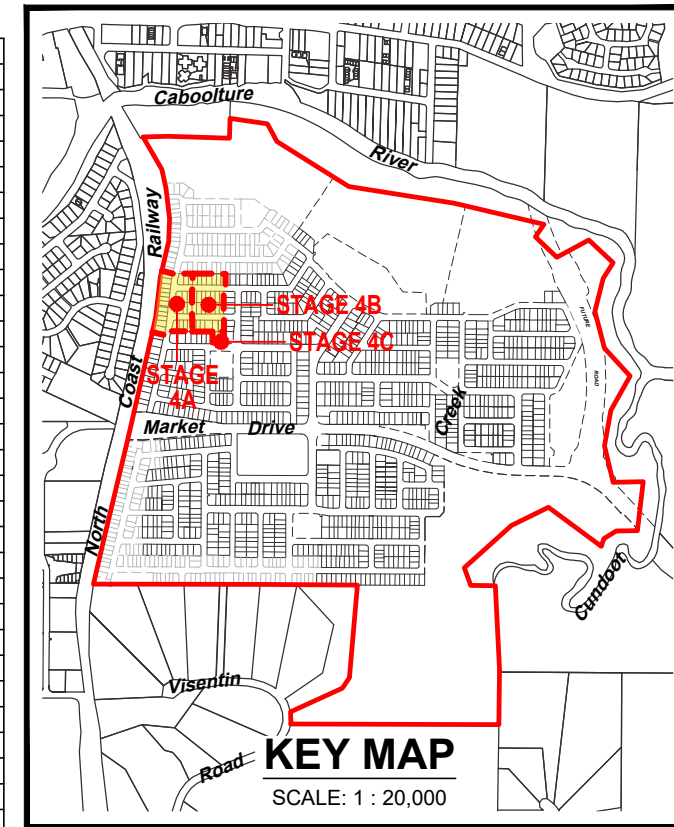 Caboolture
River
Railway
Coast
North
STAGE 4B
STAGE 4C
STAGE
4A
Market Drive
Creek
Cundoot
FUTURE
ROAD
Visentin
Road
KEY MAP
SCALE: 1 : 20,000